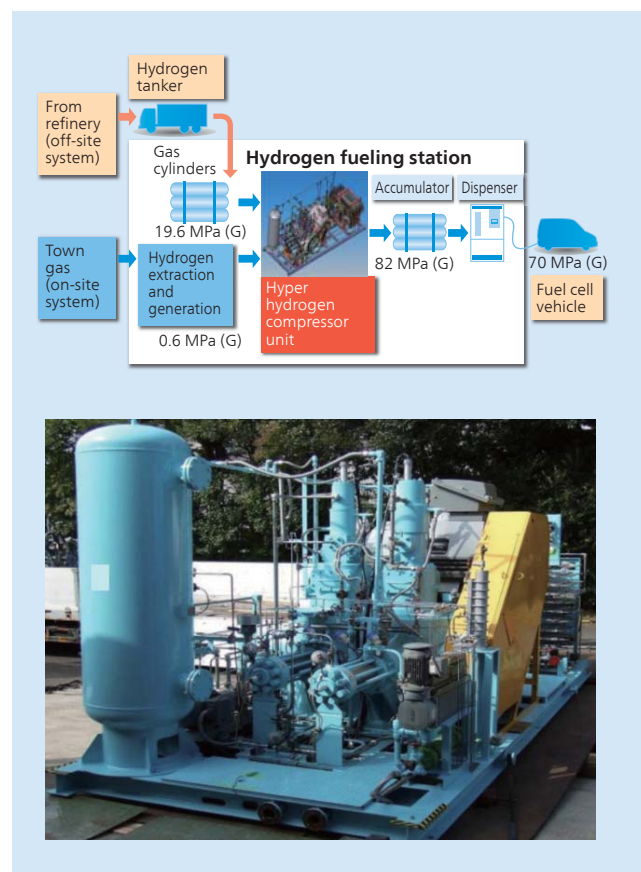 Hydrogen
tanker
From
refinery
(off-site
system)
Gas
cylinders
Hydrogen fueling station
Accumulator
Dispenser
19.6 MPa (G)
82 MPa (G)
70 MPa (G)
Town
gas
(on-site
system)
Hydrogen
extraction
and
generation
0.6 MPa (G)
Hyper
hydrogen
compressor
unit
Fuel cell
vehicle